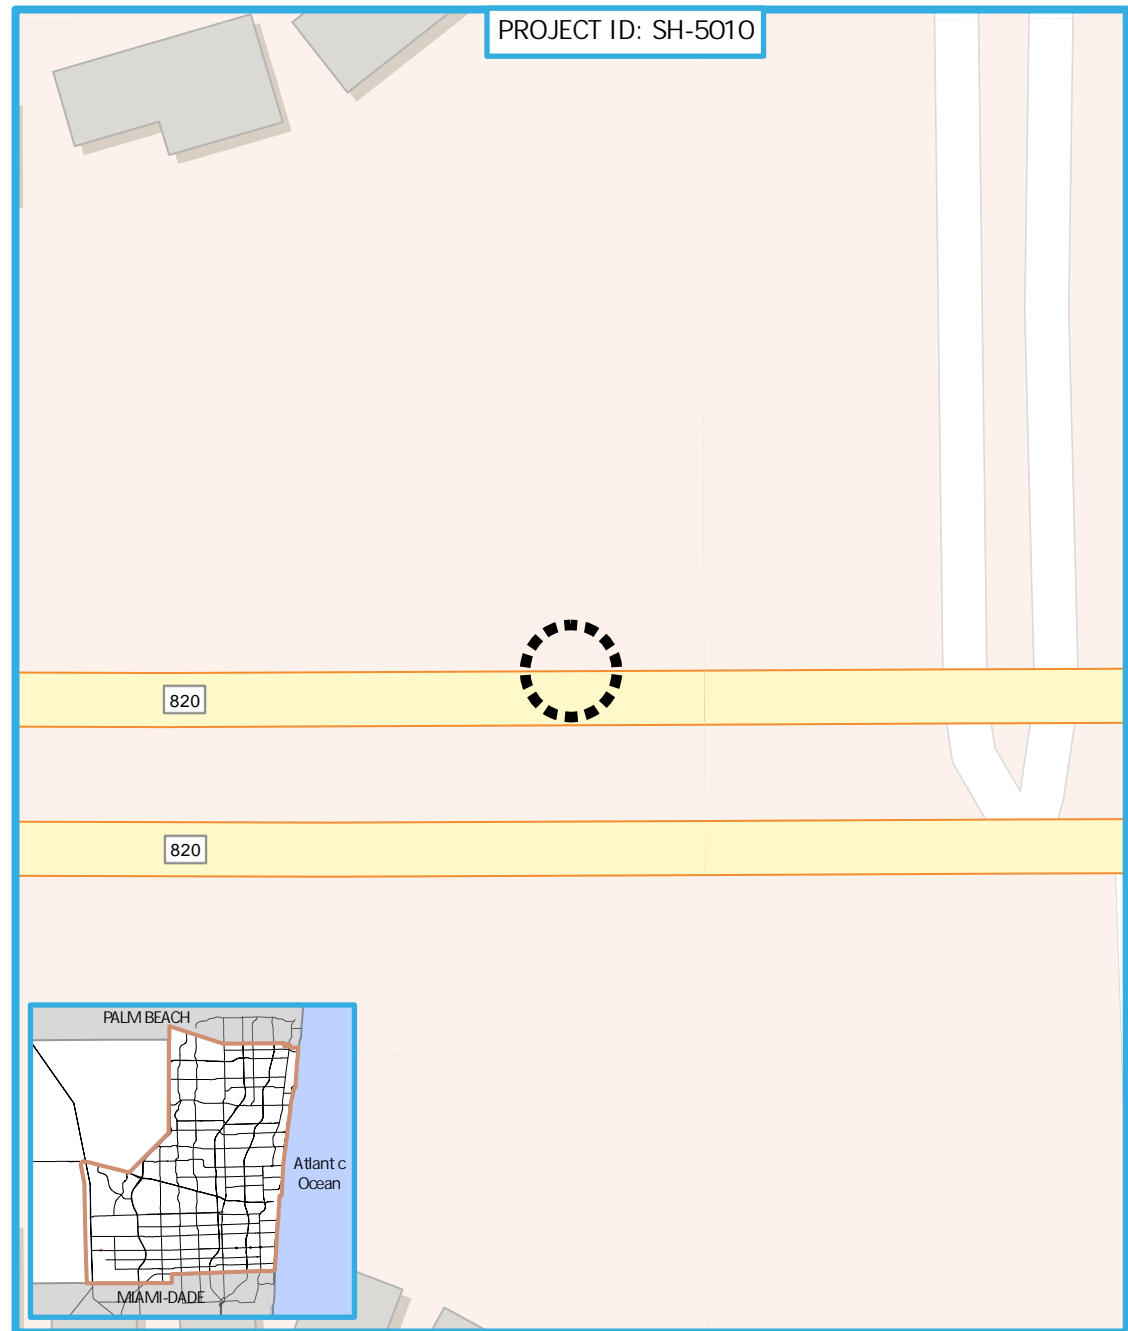 PROJECT ID: SH-5010
820
820
PALM BEACH
Atlant c
Ocean
MIAMI-DADE